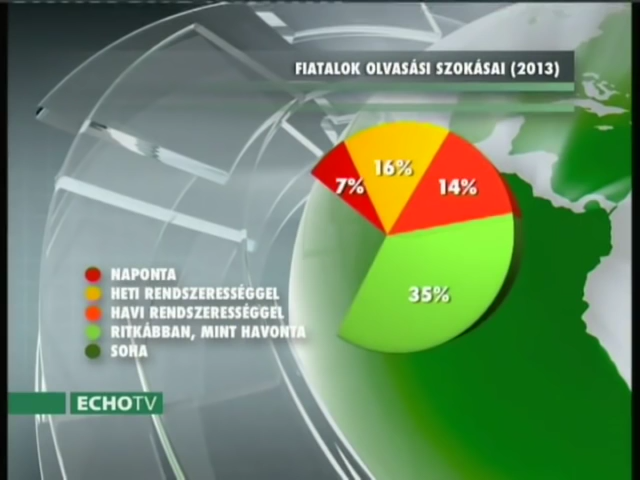 FIATALOK OLVASÁSI SZOKÁSAI (2013)
7%
16%
14%
35%
NAPONTA
HETI RENDSZERESSÉGGEL
HAVI RENDSZERESSÉGGEL
RITKÁBBAN, MINT HAVONTA
SOHA
ECHOTV